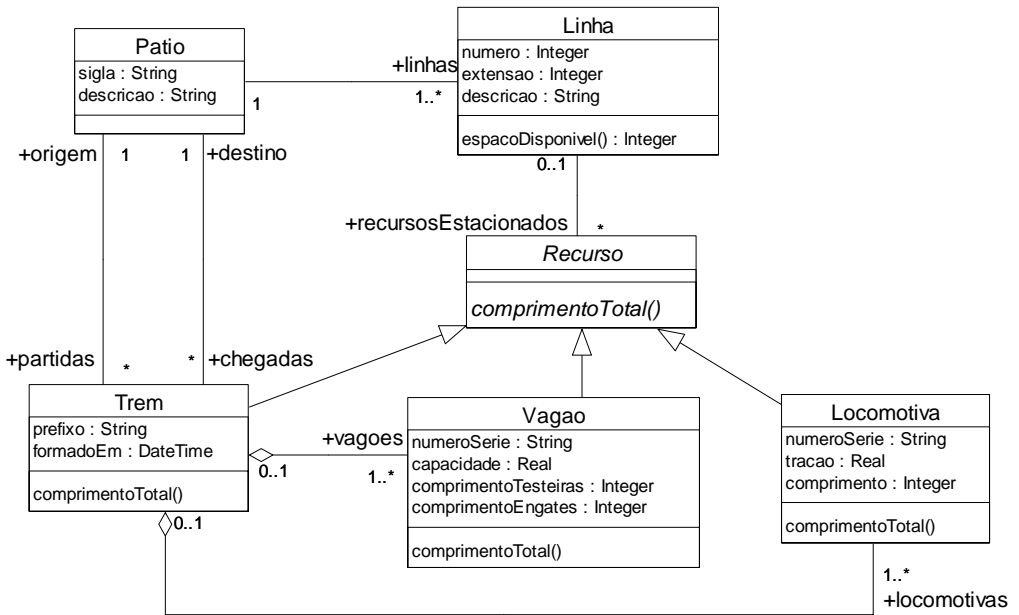 Patio
sigla : String
descricao : String
+linhas
1
1..*
Linha
numero : Integer
extensao : Integer
descricao : String
espacoDisponivel() : Integer
0..1
+origem
1
1
+destino
+recursosEstacionados
*
Recurso
comprimentoTotal()
+partidas
*
*
+chegadas
Trem
prefixo : String
formadoEm : DateTime
comprimentoTotal()
0..1
+vagoes
1..*
Vagao
numeroSerie : String
capacidade : Real
comprimentoTesteiras : Integer
comprimentoEngates : Integer
comprimentoTotal()
Locomotiva
numeroSerie : String
tracao : Real
comprimento : Integer
comprimentoTotal()
0..1
1..*
+locomotivas